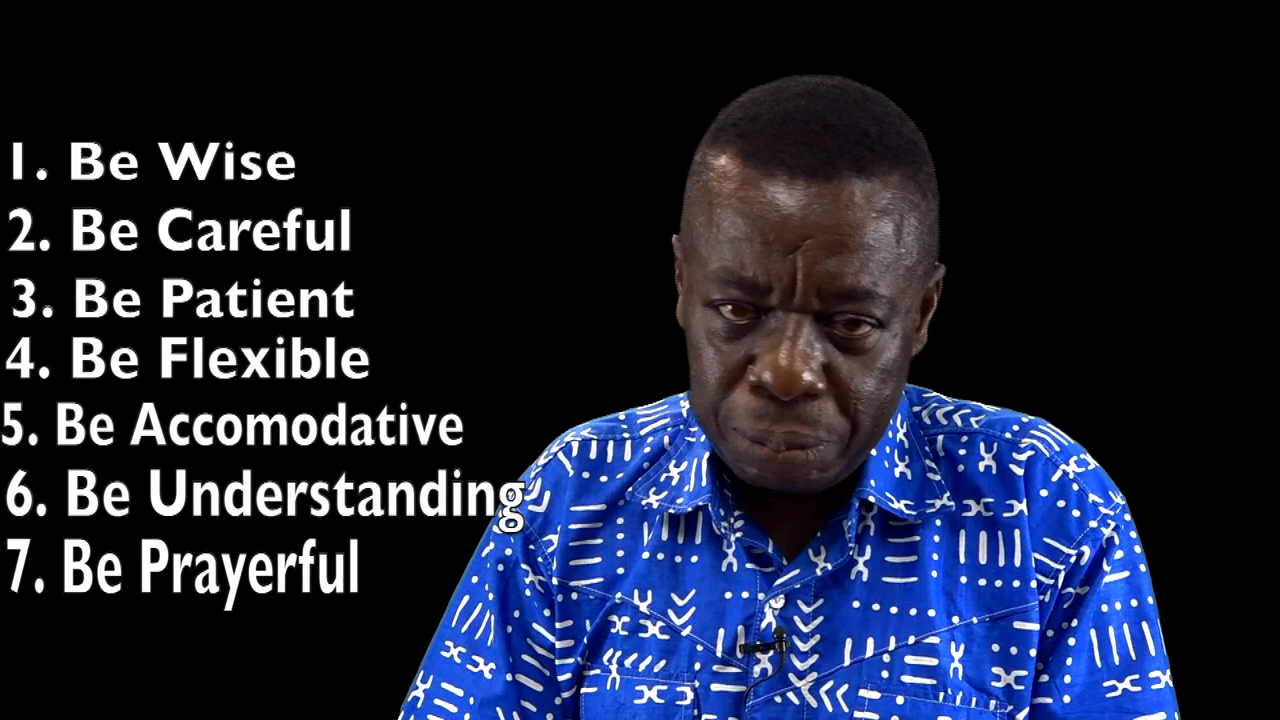 1. Be Wise
2. Be Careful
3. Be Patient
4. Be Flexible
5. Be Accomodative
6. Be Understanding
7. Be Prayerful